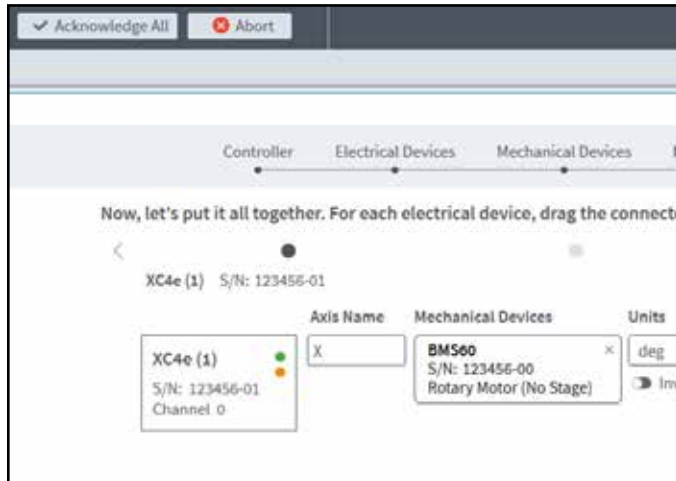 Acknowledge All Abort
Controller Electrical Devices Mechanical Devices
Now, let's put it all together. For each electrical device, drag the connect
XC4e (1) S/N: 123456-01
Axis Name Mechanical Devices Units
XC4e (1)
S/N: 123456-01
Channel 0
X
BMS60
S/N: 123456-00
Rotary Motor (No Stage)
deg
Inv